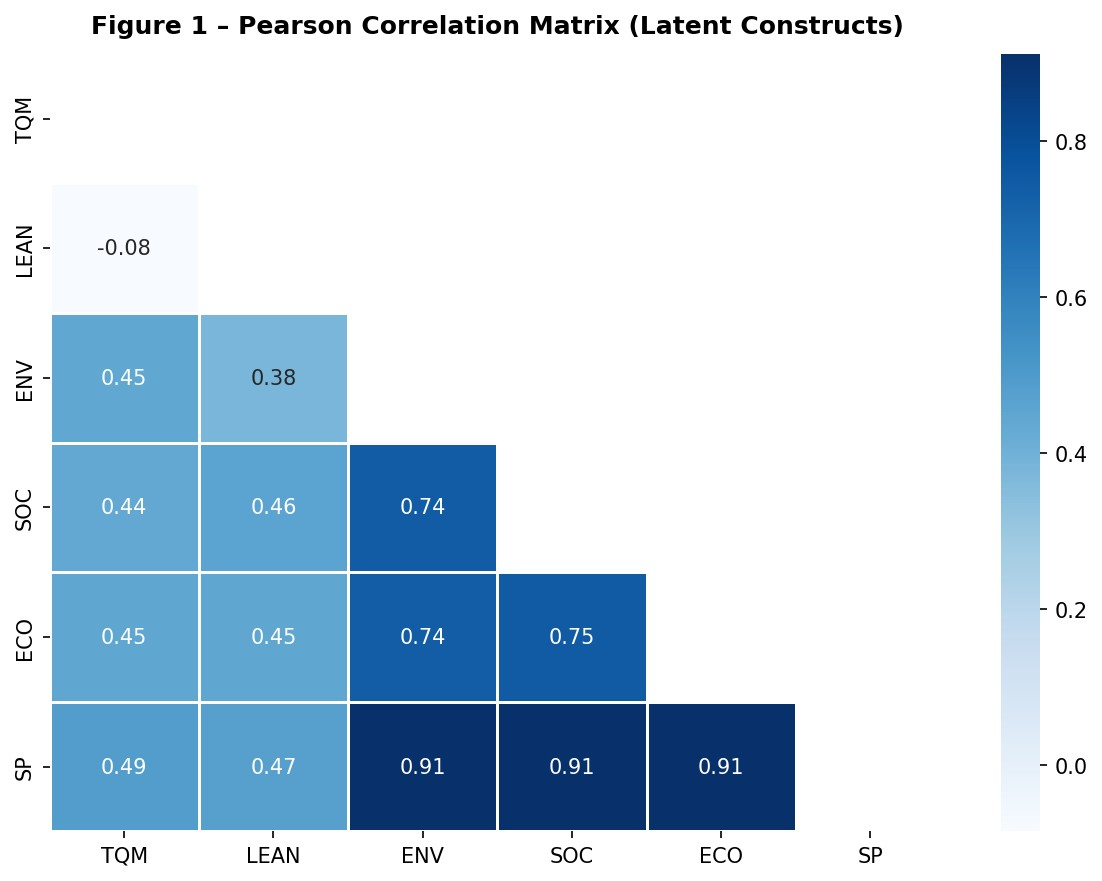 Figure 1 – Pearson Correlation Matrix (Latent Constructs)
TQM
LEAN -0.08
ENV 0.45 0.38
SOC 0.44 0.46 0.74
ECO 0.45 0.45 0.74 0.75
SP 0.49 0.47 0.91 0.91 0.91
TQM LEAN ENV SOC ECO SP
0.8
0.6
0.4
0.2
0.0